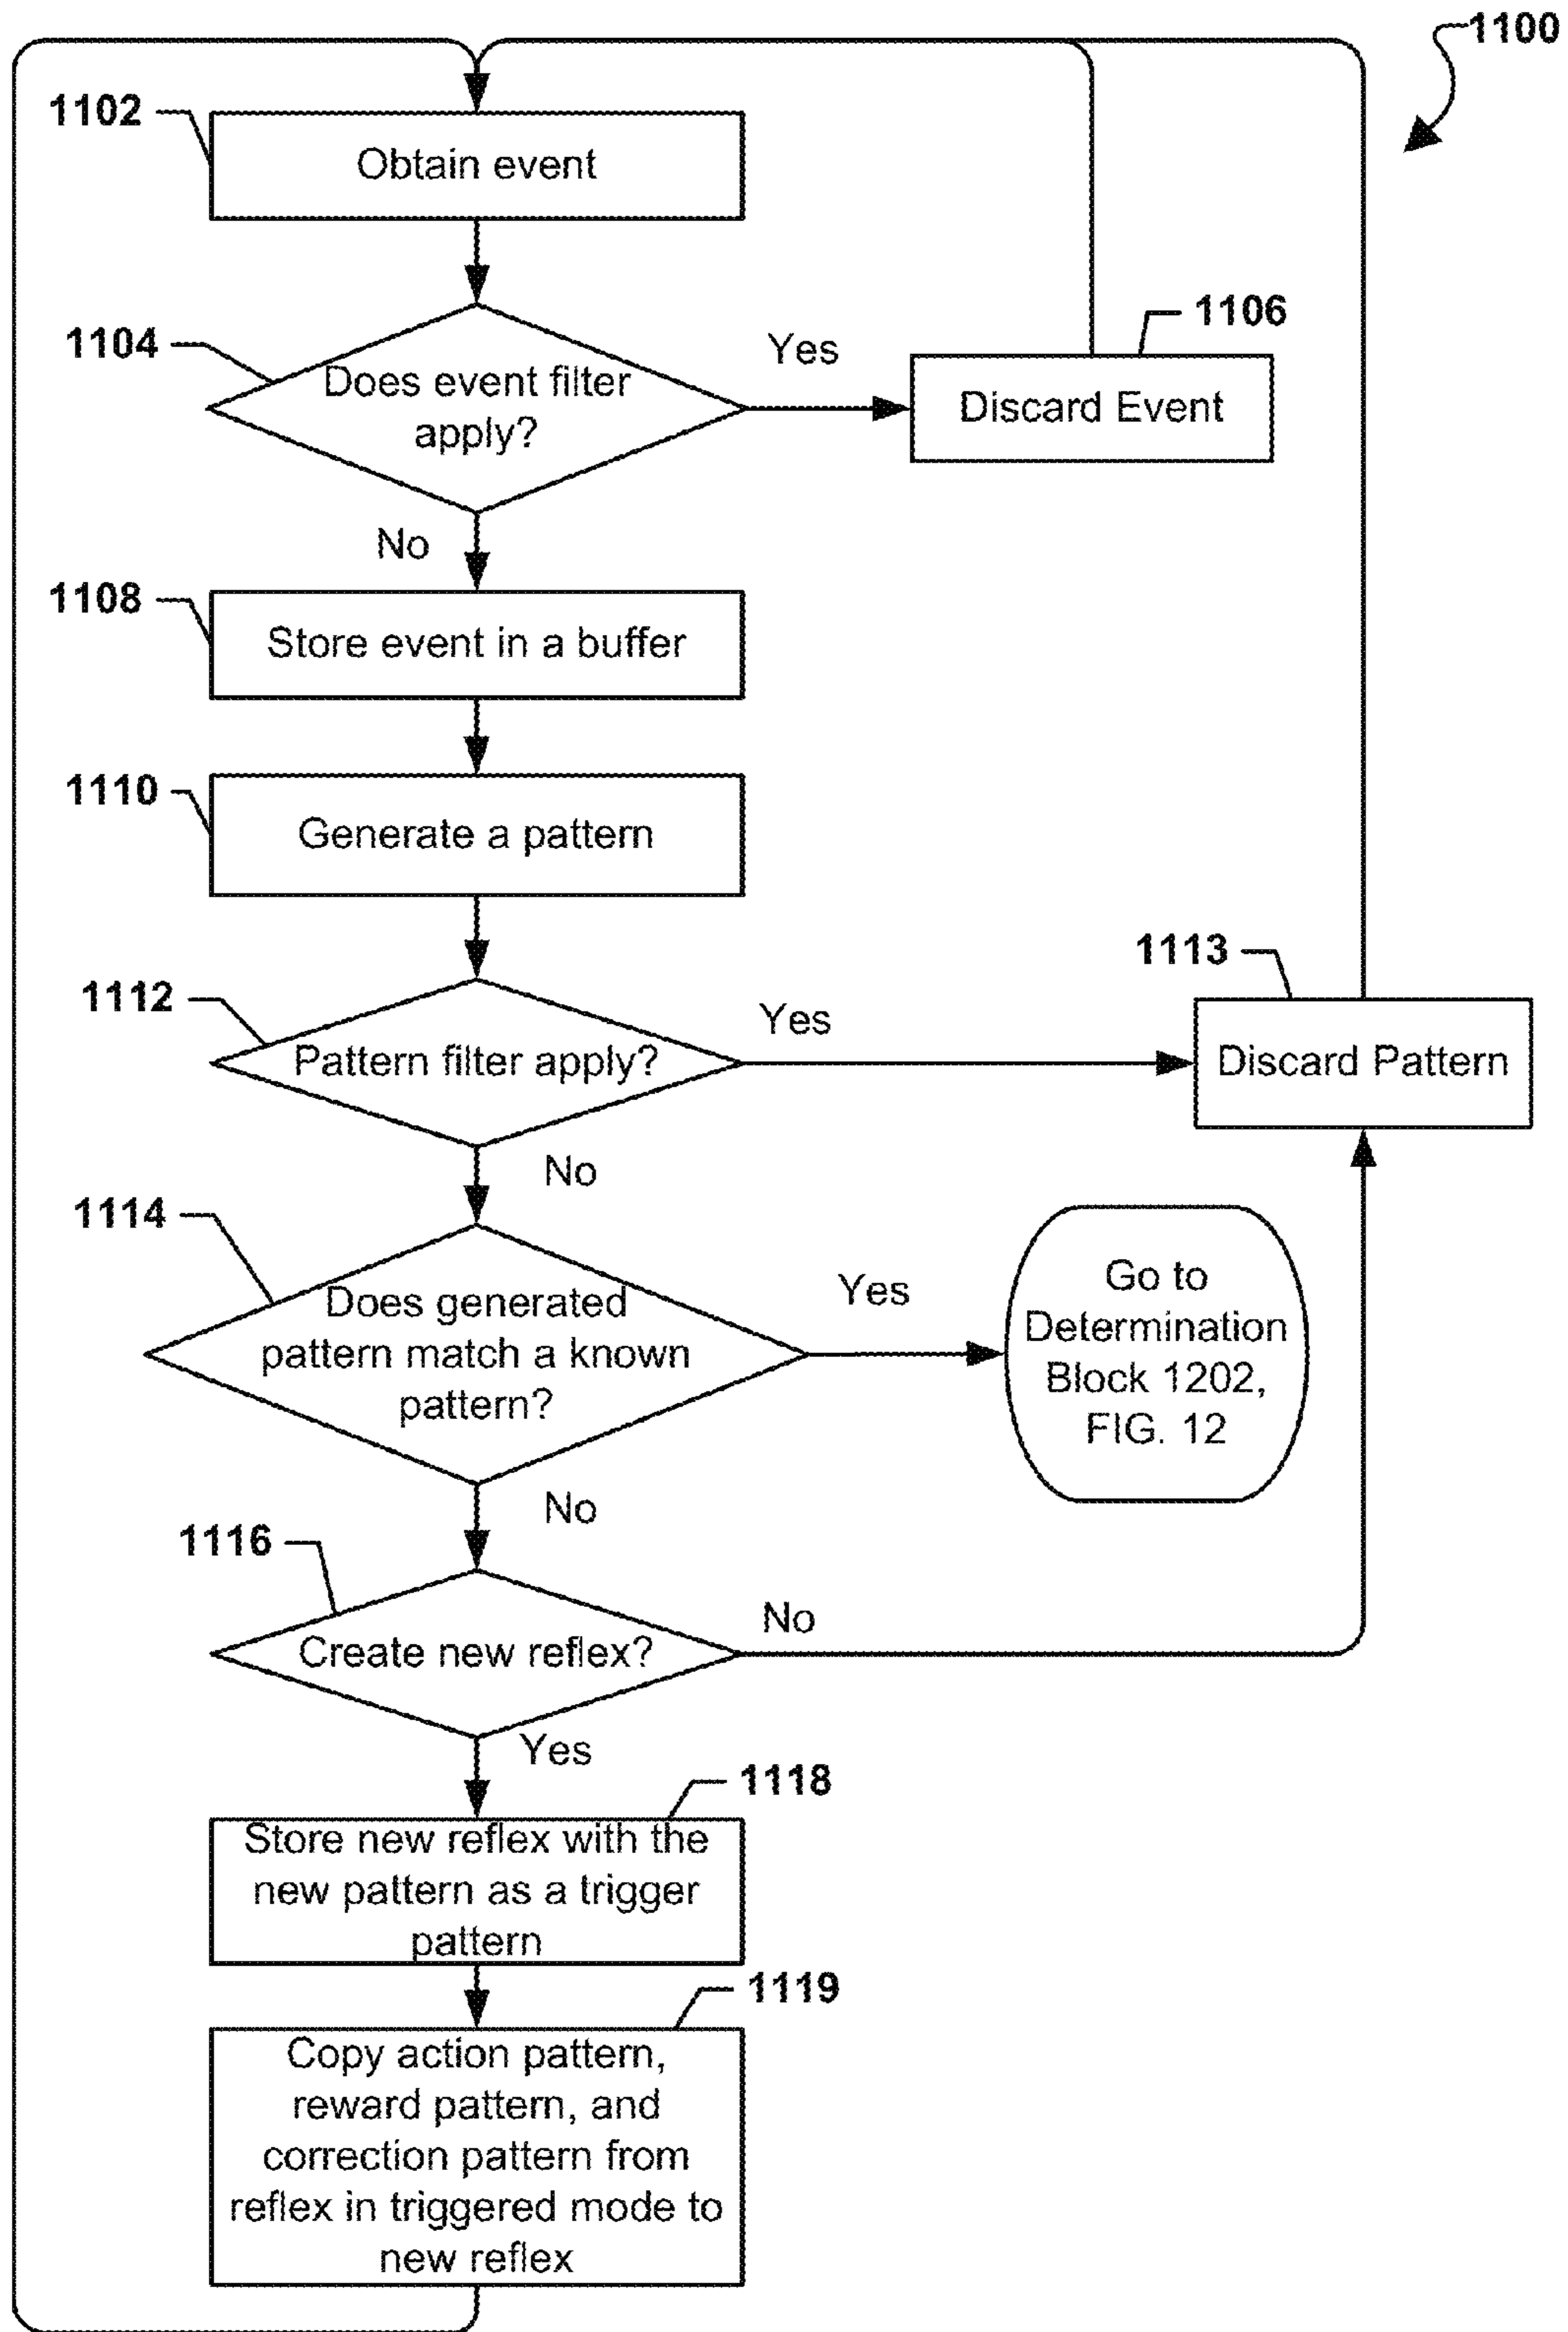 1100
1102
Obtain event
1104
Does event filter
apply?
Yes
1106
Discard Event
No
1108
Store event in a buffer
1110
Generate a pattern
1112
Pattern filter apply?
Yes
1113
Discard Pattern
No
1114
Does generated
pattern match a known
pattern?
Yes
Go to
Determination
Block 1202,
FIG. 12
No
1116
Create new reflex?
No
Yes
1118
Store new reflex with the
new pattern as a trigger
pattern
1119
Copy action pattern,
reward pattern, and
correction pattern from
reflex in triggered mode to
new reflex